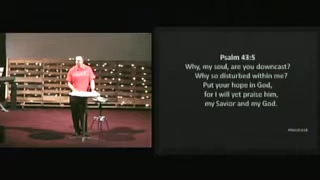 Psalm 43:5
Why, my soul, are you downcast?
Why so disturbed within me?
Put your hope in God,
for I will yet praise him,
my Savior and my God.